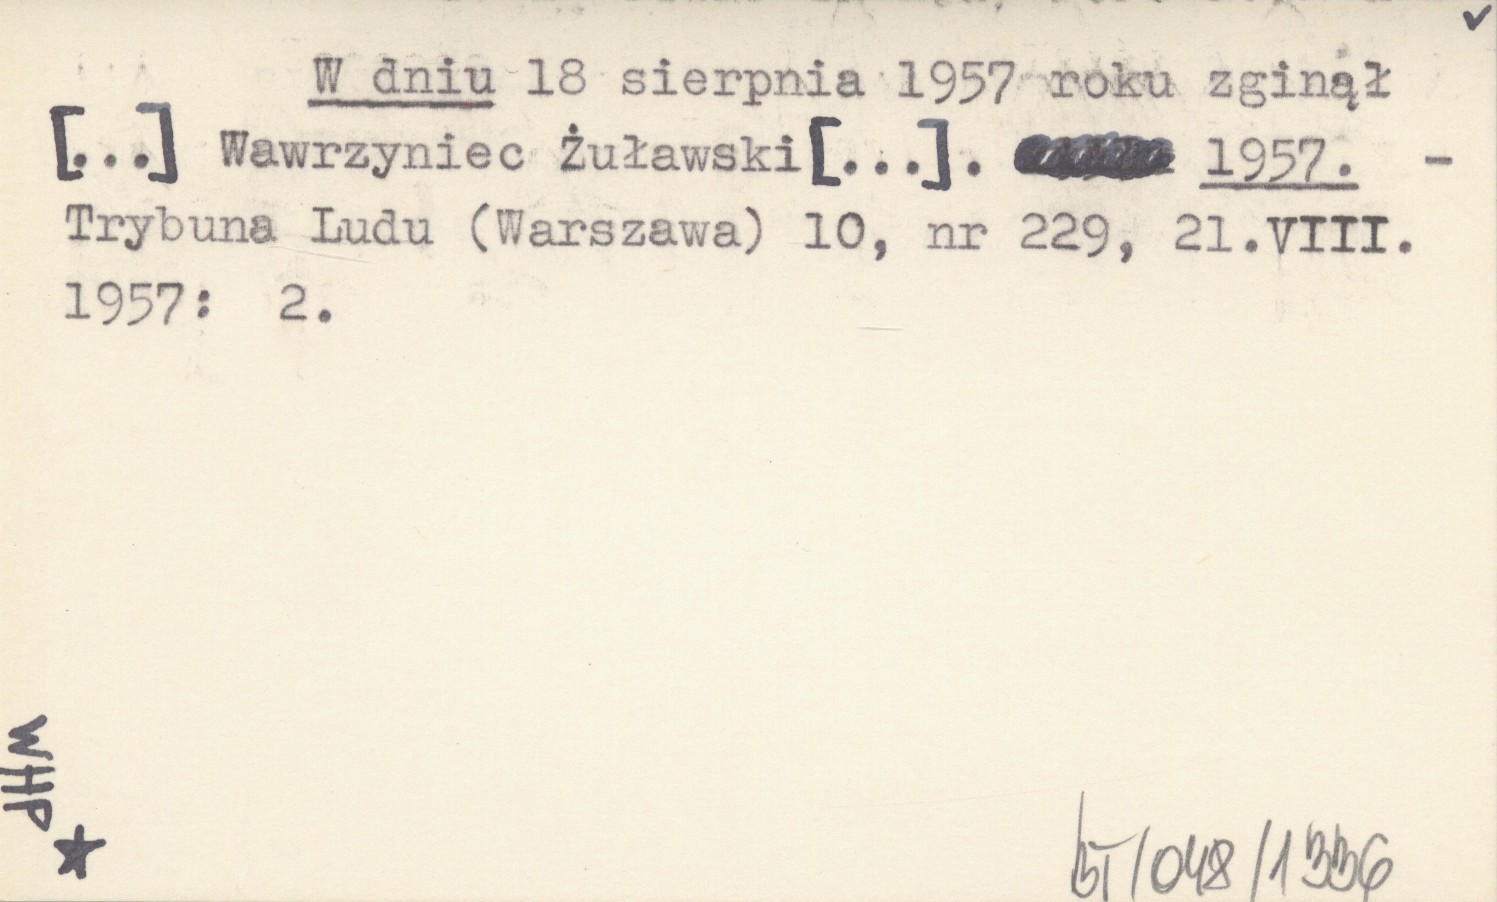 W dniu 18 sierpnia 1957 roku zginął
[...] Wawrzyniec Żuławski[...]. 1957. -
Trybuna Ludu (Warszawa) 10, nr 229, 21.VIII.
1957: 2.
WHP
BT/048/1336